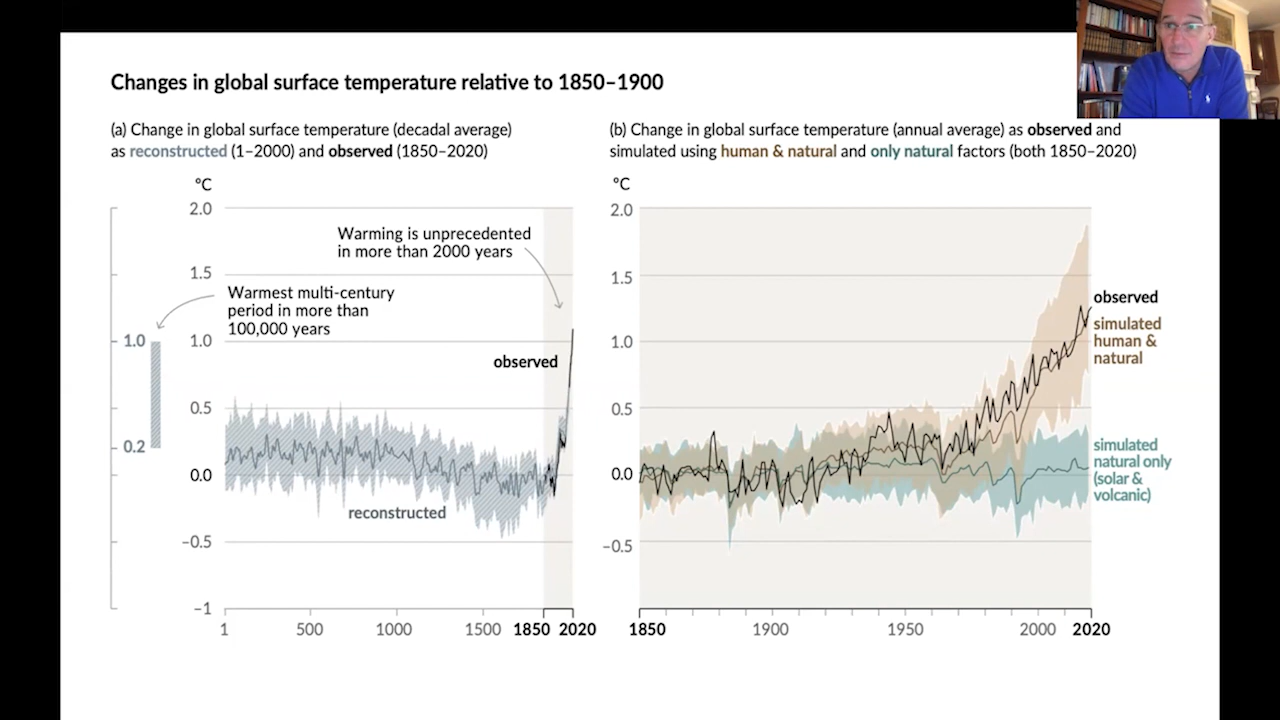 Changes in global surface temperature relative to 1850–1900
(a) Change in global surface temperature (decadal average)
as reconstructed (1–2000) and observed (1850–2020)
°C
2.0
1.5
1.0
0.5
0.0
−0.5
−1
1.0
0.2
Warming is unprecedented
in more than 2000 years
Warmest multi-century
period in more than
100,000 years
observed
reconstructed
1
500
1000
1500
1850
2020
(b) Change in global surface temperature (annual average) as observed and
simulated using human & natural and only natural factors (both 1850–2020)
°C
2.0
1.5
1.0
0.5
0.0
−0.5
observed
simulated
human &
natural
simulated
natural only
(solar &
volcanic)
1850
1900
1950
2000
2020